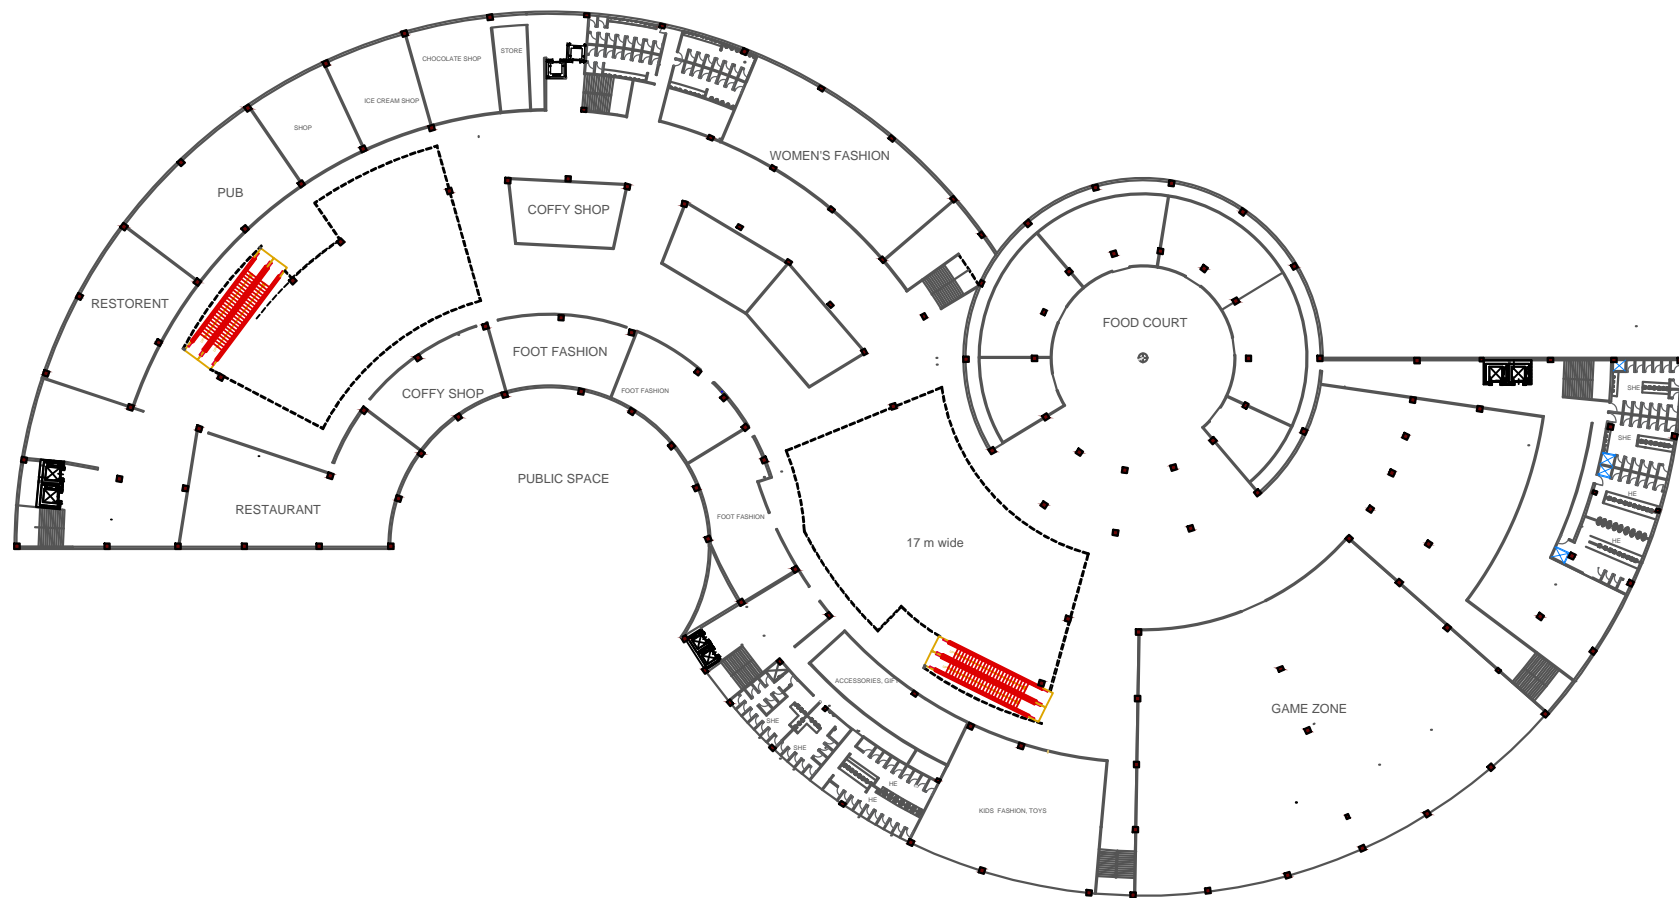 STORE
CHOCOLATE SHOP
ICE CREAM SHOP
SHOP
WOMEN'S FASHION
PUB
COFFY SHOP
RESTORENT
FOOD COURT
FOOT FASHION
COFFY SHOP
FOOT FASHION
SHE
SHE
PUBLIC SPACE
HE
RESTAURANT
FOOT FASHION
17 m wide
HE
ACCESSORIES, GIF
GAME ZONE
SHE
SHE
HE
HE
KIDS FASHION, TOYS